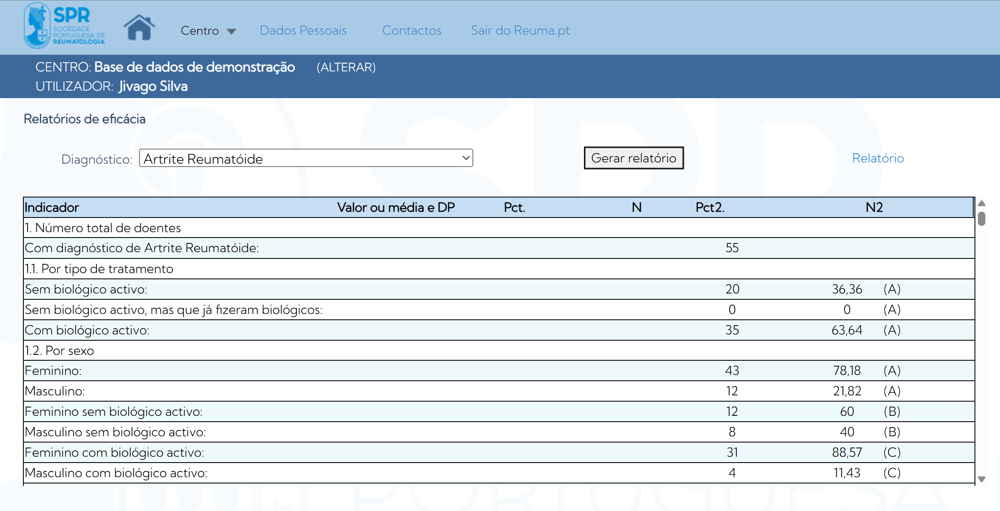 SPR
SOCIEDADE
PORTUGUESA DE
REUMATOLOGIA
Centro Dados Pessoais Contactos Sair do Reuma.pt
CENTRO: Base de dados de demonstração (ALTERAR)
UTILIZADOR: Jivago Silva
Relatórios de eficácia
Diagnóstico: Artrite Reumatóide Gerar relatório Relatório
Indicador Valor ou média e DP Pct. N Pct2. N2
1. Número total de doentes
Com diagnóstico de Artrite Reumatóide: 55
1.1. Por tipo de tratamento
Sem biológico activo: 20 36,36 (A)
Sem biológico activo, mas que já fizeram biológicos: 0 0 (A)
Com biológico activo: 35 63,64 (A)
1.2. Por sexo
Feminino: 43 78,18 (A)
Masculino: 12 21,82 (A)
Feminino sem biológico activo: 12 60 (B)
Masculino sem biológico activo: 8 40 (B)
Feminino com biológico activo: 31 88,57 (C)
Masculino com biológico activo: 4 11,43 (C)